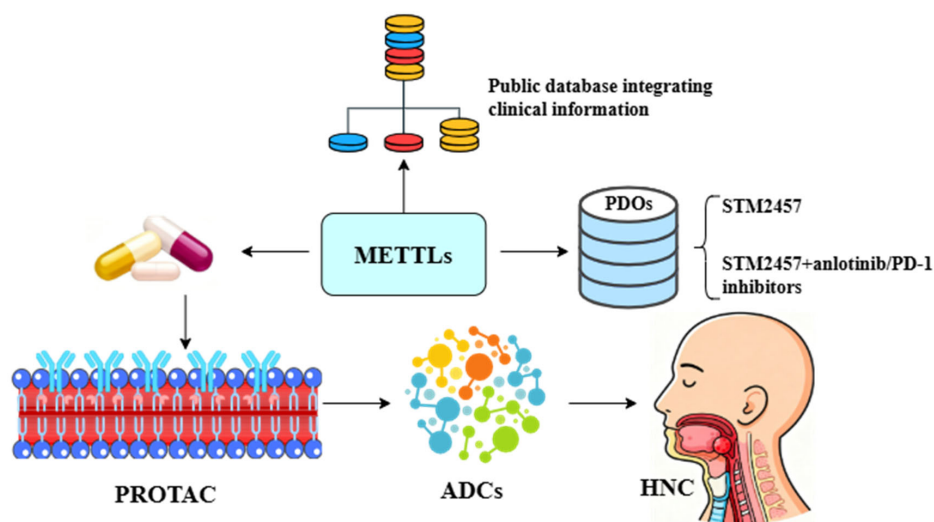 Public database integrating
clinical information
PDOs
STM2457
METTLs
STM2457+anlotinib/PD-1
inhibitors
PROTAC
ADCs
HNC